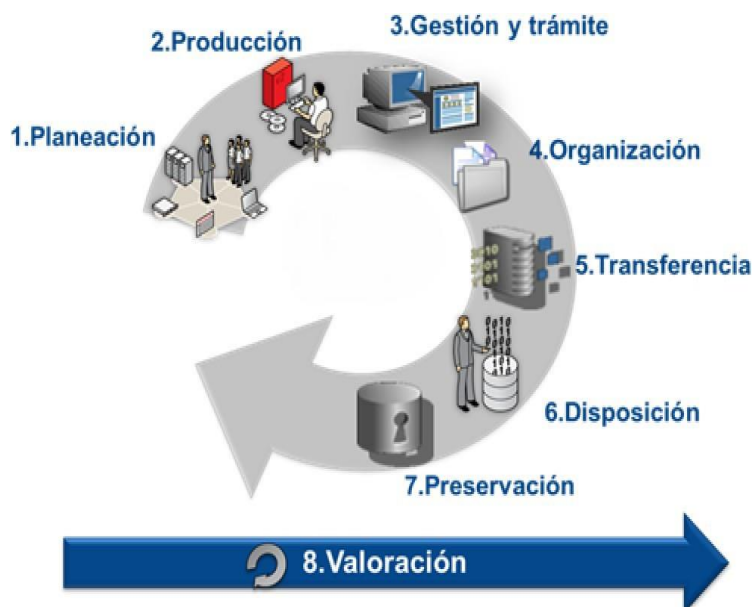 1.Planeación
2.Producción
3.Gestión y trámite
4.Organización
5.Transferencia
6.Disposición
7.Preservación
8.Valoración